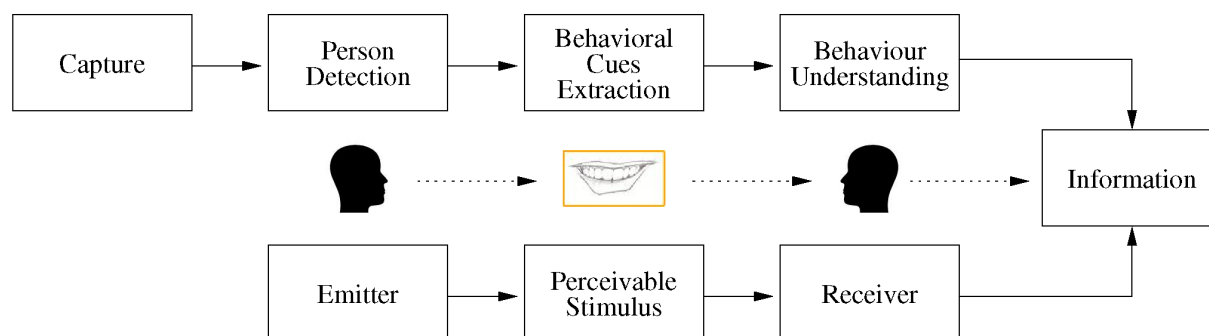 Capture
Person
Detection
Behavioral
Cues
Extraction
Behaviour
Understanding
Information
Emitter
Perceivable
Stimulus
Receiver